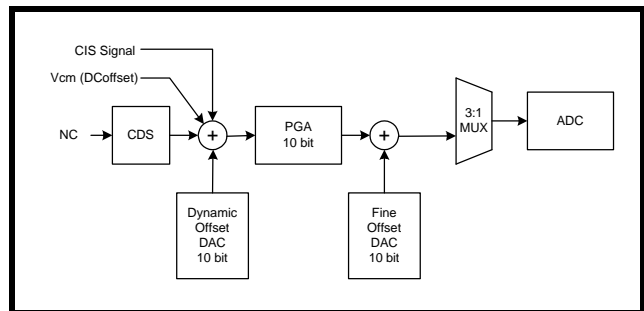 CIS Signal
Vcm (DCoffset)
NC
CDS
PGA
10 bit
3:1
MUX
ADC
Dynamic
Offset
DAC
10 bit
Fine
Offset
DAC
10 bit